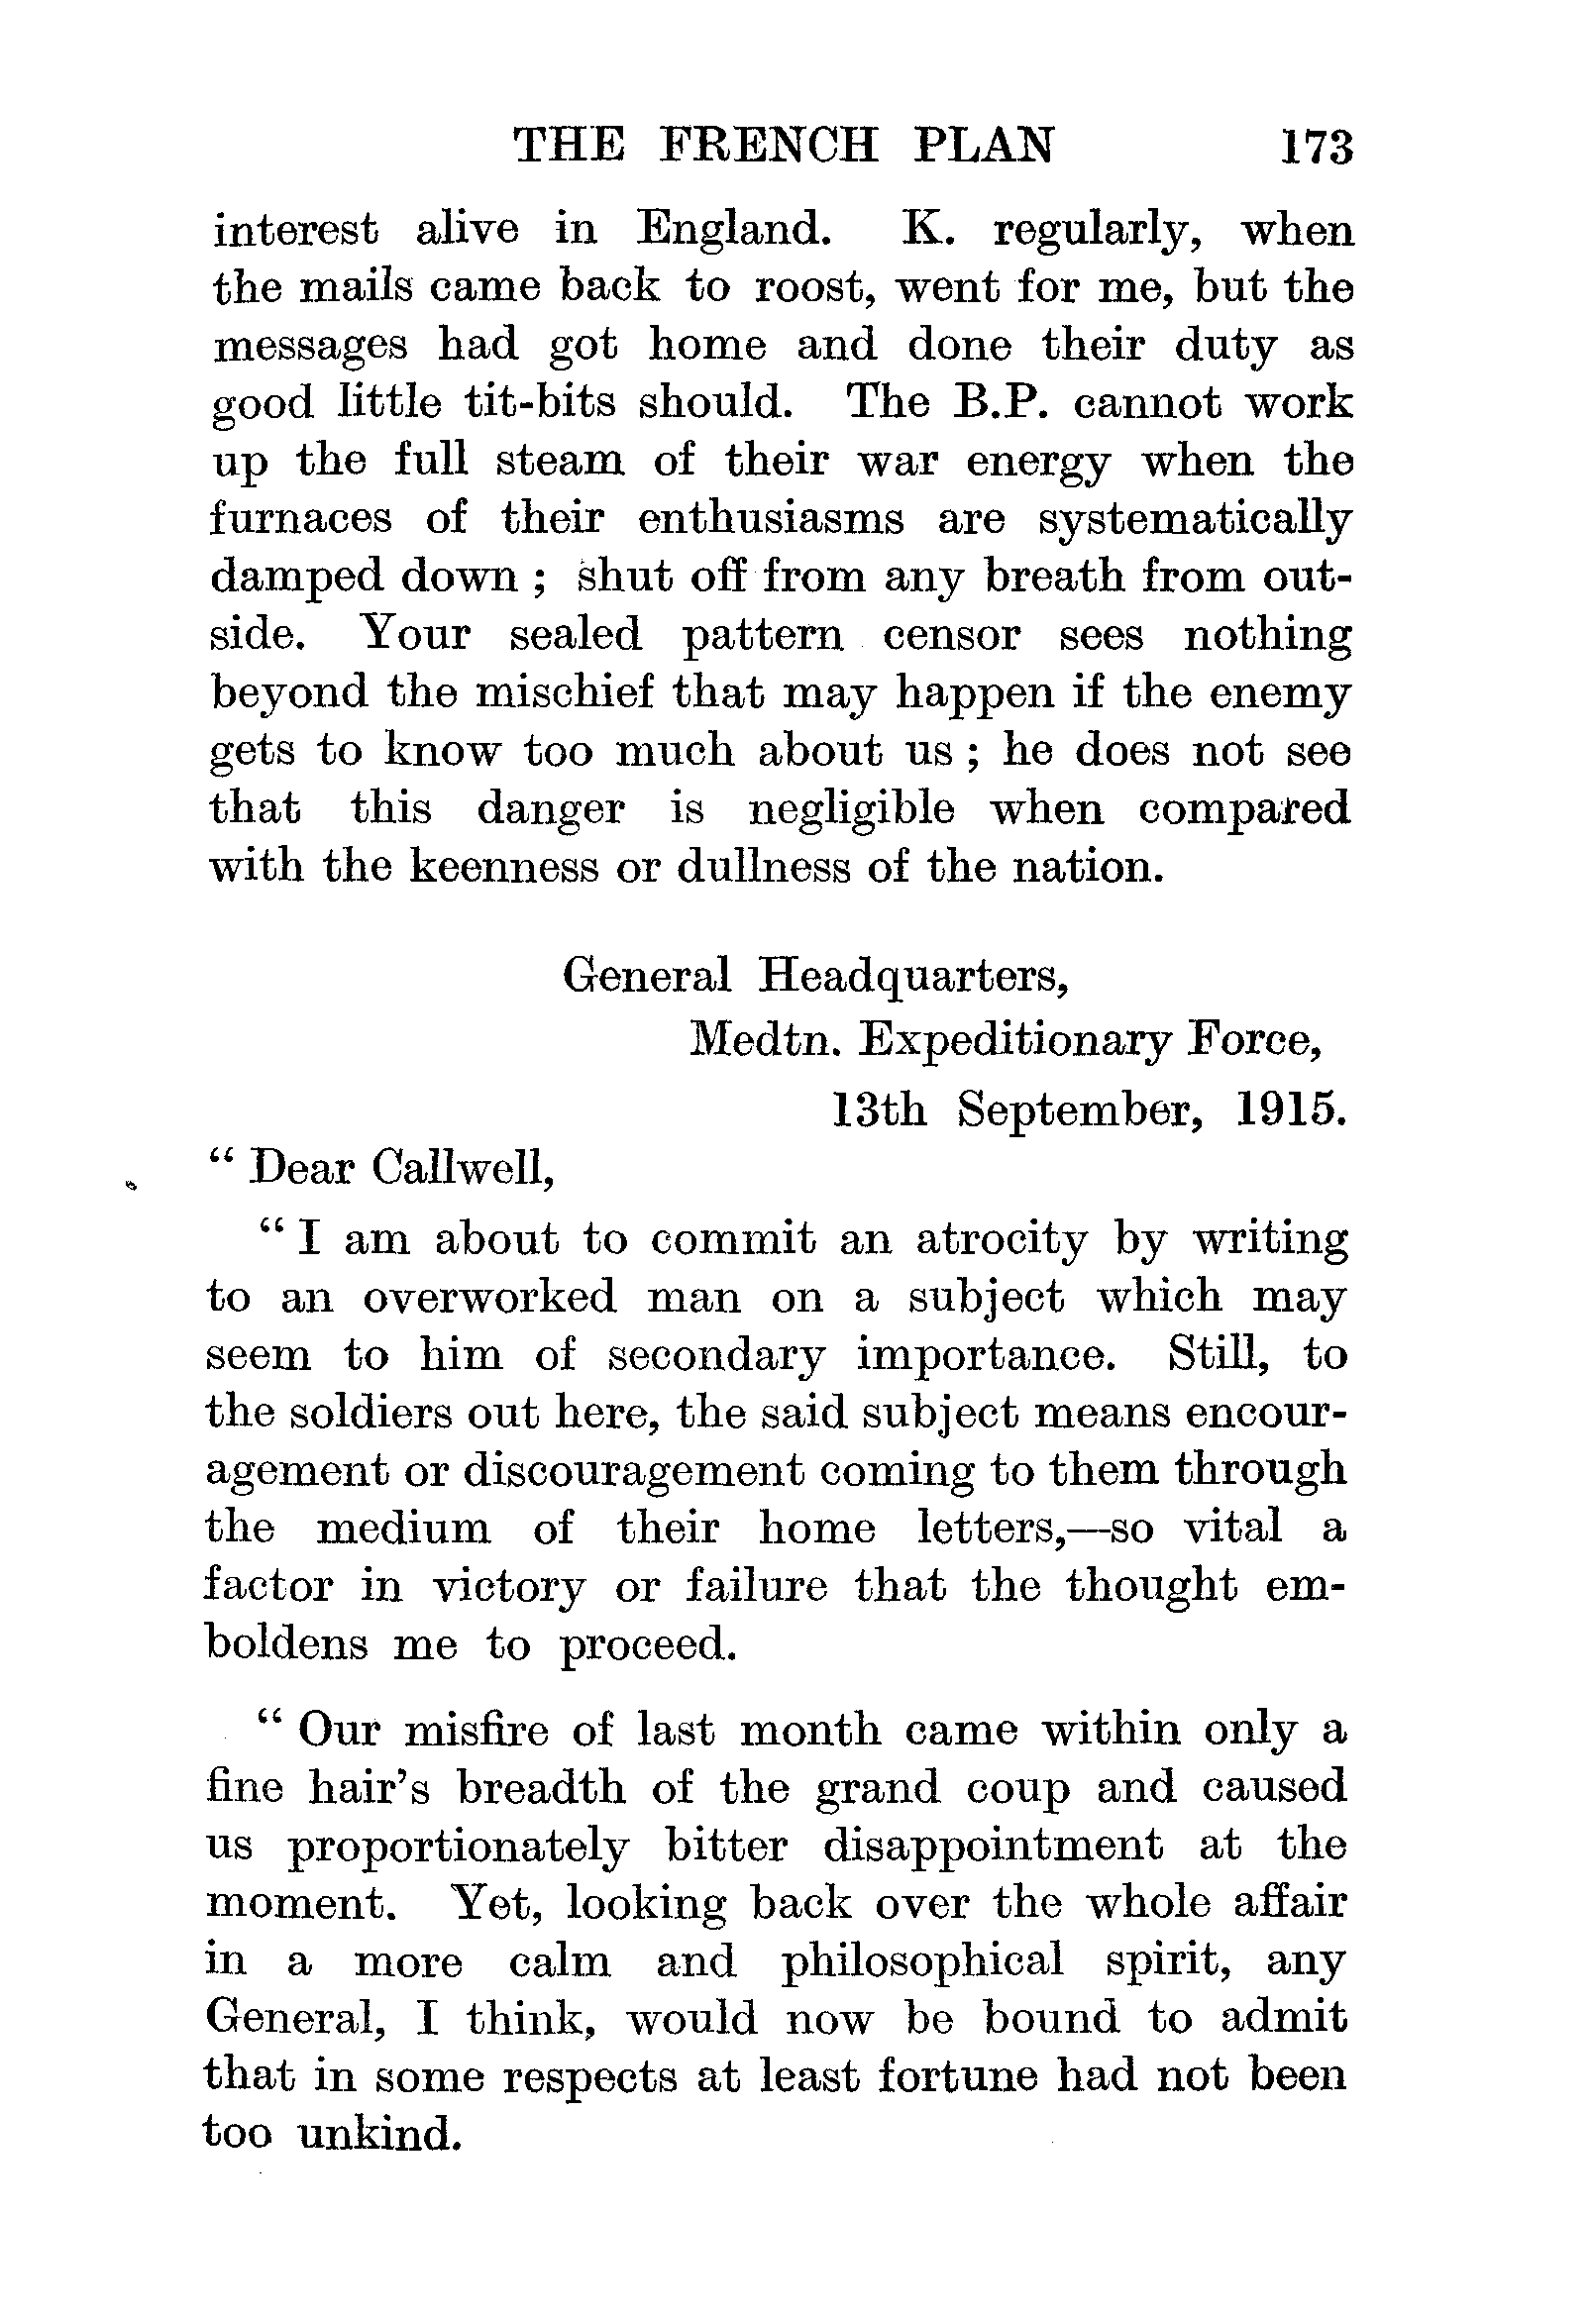 THE FRENCH PLAN 173
interest alive in England. K. regularly, when
the mails came back to roost, went for me, but the
messages had got home and done their duty as
good little tit-bits should. The B.P. cannot work
up the full steam of their war energy when the
furnaces of their enthusiasms are systematically
damped down ; shut off from any breath from out-
side. Your sealed pattern censor sees nothing
beyond the mischief that may happen if the enemy
gets to know too much about us ; he does not see
that this danger is negligible when compared
with the keenness or dullness of the nation.
General Headquarters,
Medtn. Expeditionary Force,
13th September, 1915.
“ Dear Callwell,
“ I am about to commit an atrocity by writing
to an overworked man on a subject which may
seem to him of secondary importance. Still, to
the soldiers out here, the said subject means encour-
agement or discouragement coming to them through
the medium of their home letters,—so vital a
factor in victory or failure that the thought em-
boldens me to proceed.
“ Our misfire of last month came within only a
fine hair’s breadth of the grand coup and caused
us proportionately bitter disappointment at the
moment. Yet, looking back over the whole affair
in a more calm and philosophical spirit, any
General, I think, would now be bound to admit
that in some respects at least fortune had not been
too unkind.